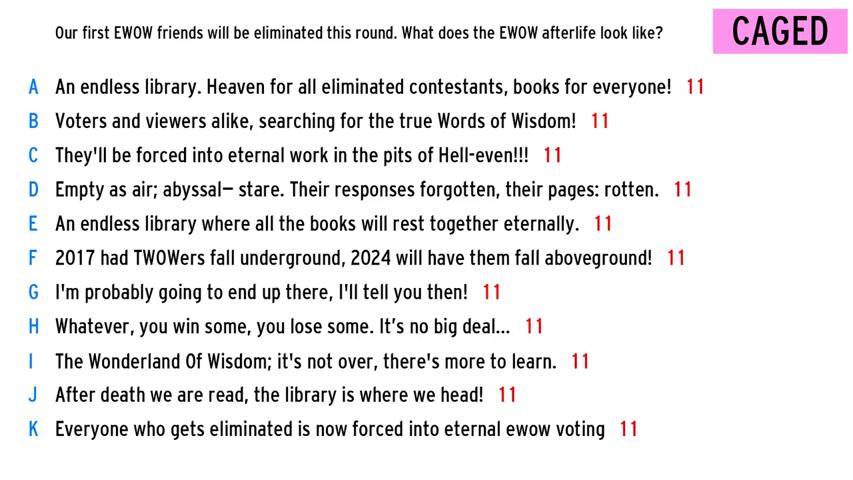 Our first EWOW friends will be eliminated this round. What does the EWOW afterlife look like?
CAGED
A An endless library. Heaven for all eliminated contestants, books for everyone! 11
B Voters and viewers alike, searching for the true Words of Wisdom! 11
C They'll be forced into eternal work in the pits of Hell-even!!! 11
D Empty as air; abyssal– stare. Their responses forgotten, their pages: rotten. 11
E An endless library where all the books will rest together eternally. 11
F 2017 had TWOWers fall underground, 2024 will have them fall aboveground! 11
G I'm probably going to end up there, I'll tell you then! 11
H Whatever, you win some, you lose some. It’s no big deal... 11
I The Wonderland Of Wisdom; it's not over, there's more to learn. 11
J After death we are read, the library is where we head! 11
K Everyone who gets eliminated is now forced into eternal ewow voting 11